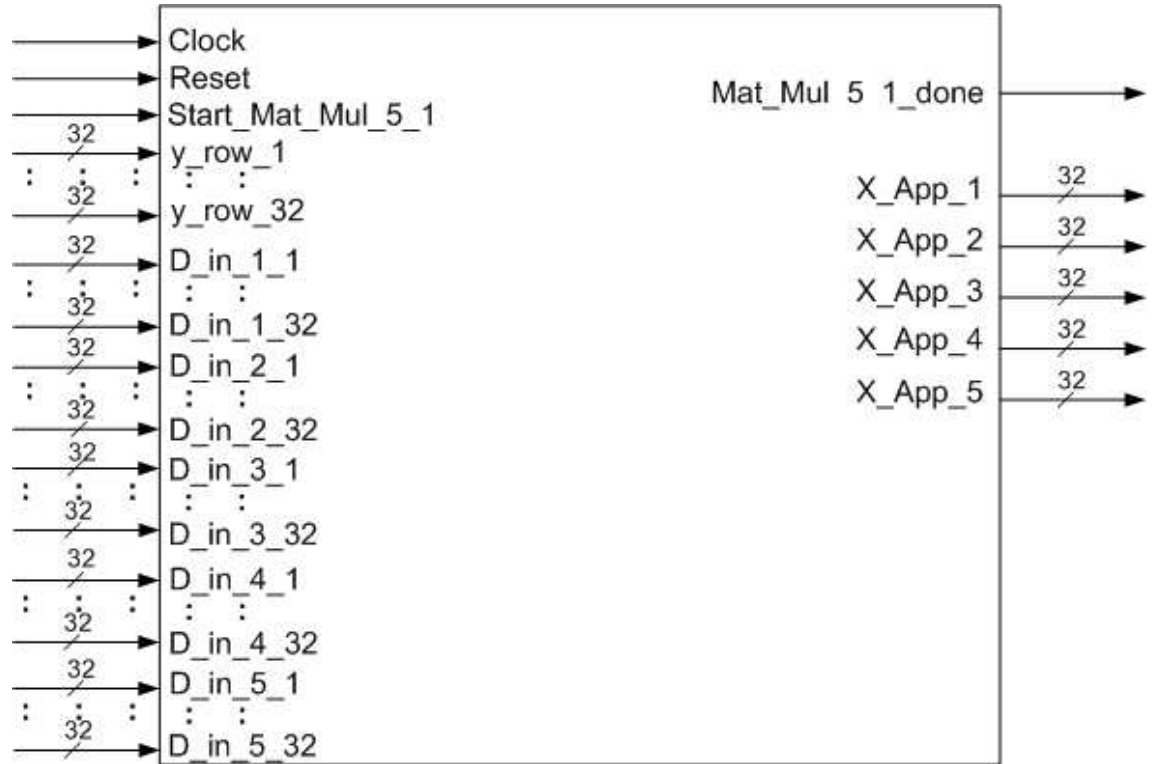 Clock
Reset
Start_Mat_Mul_5_1
32
y_row_1
: : : : :
32
y_row_32
32
D_in_1_1
: : : : :
32
D_in_1_32
32
D_in_2_1
: : : : :
32
D_in_2_32
32
D_in_3_1
: : : : :
32
D_in_3_32
32
D_in_4_1
: : : : :
32
D_in_4_32
32
D_in_5_1
: : : : :
32
D_in_5_32
Mat_Mul 5 1_done
X_App_1
32
X_App_2
32
X_App_3
32
X_App_4
32
X_App_5
32